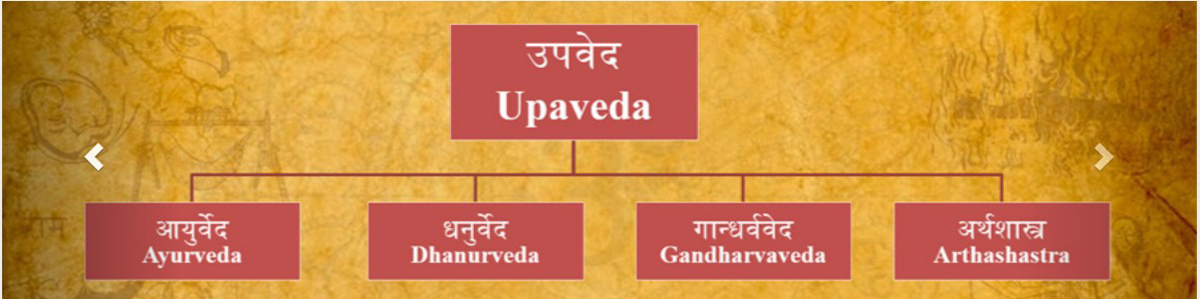 उपवेद
Upaveda
आयुर्वेद
Ayurveda
धनुर्वेद
Dhanurveda
गान्धर्ववेद
Gandharvaveda
अर्थशास्त्र
Arthashastra